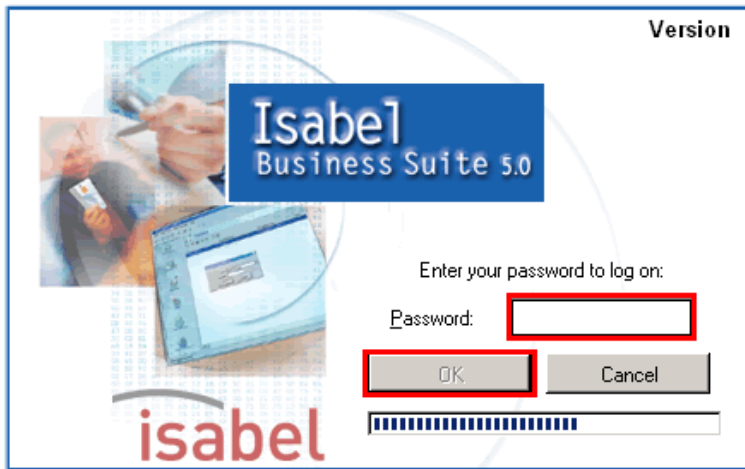 Version
Isabel
Business Suite 5.0
Enter your password to log on:
Password:
OK
Cancel
isabel